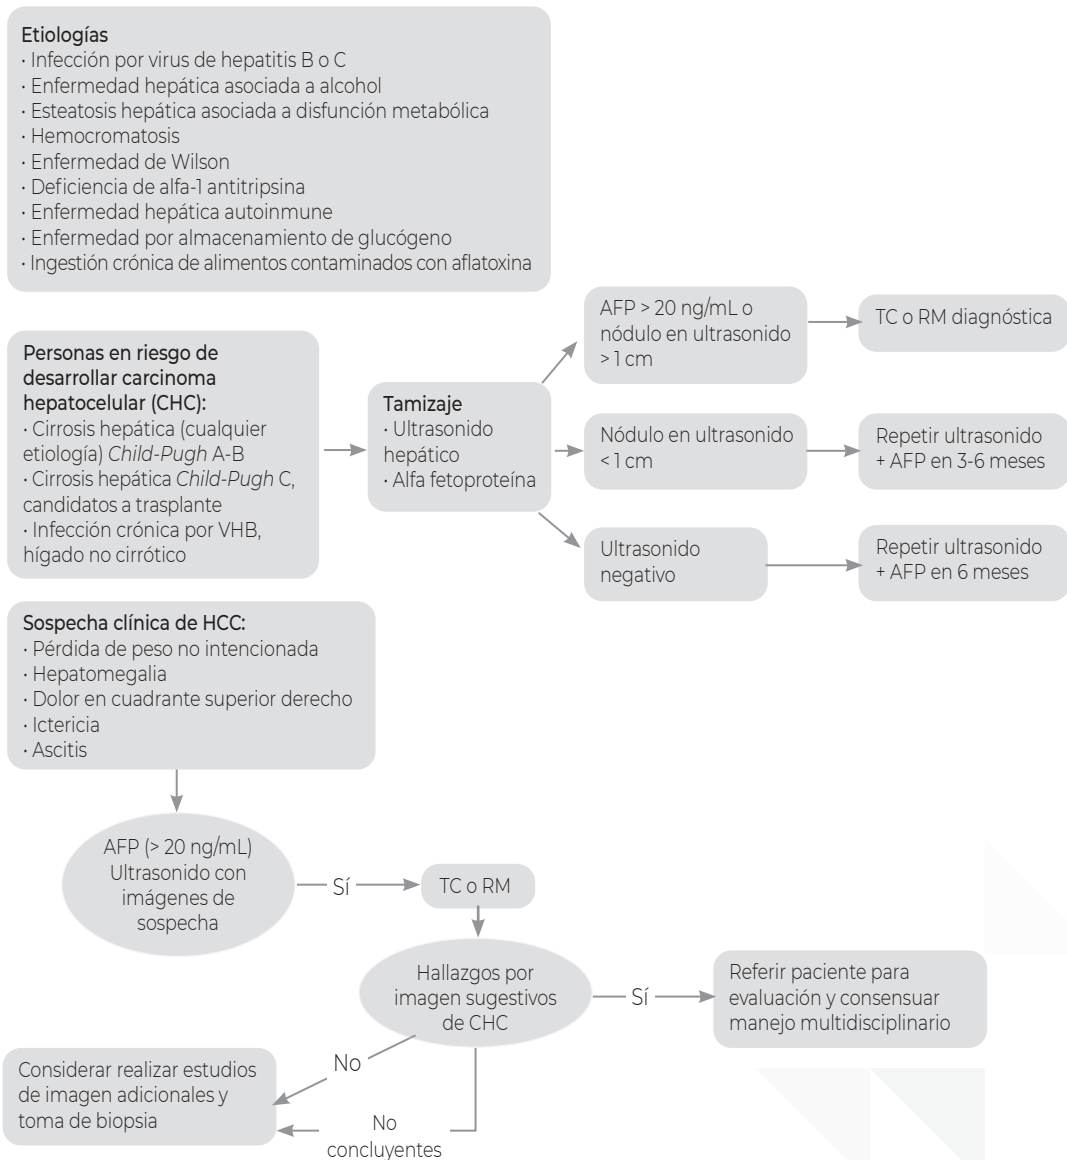 Etiologías
· Infección por virus de hepatitis B o C
· Enfermedad hepática asociada a alcohol
· Esteatosis hepática asociada a disfunción metabólica
· Hemocromatosis
· Enfermedad de Wilson
· Deficiencia de alfa-1 antitripsina
· Enfermedad hepática autoinmune
· Enfermedad por almacenamiento de glucógeno
· Ingestión crónica de alimentos contaminados con aflatoxina
Personas en riesgo de
desarrollar carcinoma
hepatocelular (CHC):
· Cirrosis hepática (cualquier
etiología) Child-Pugh A-B
· Cirrosis hepática Child-Pugh C,
candidatos a trasplante
· Infección crónica por VHB,
hígado no cirrótico
Tamizaje
· Ultrasonido
hepático
· Alfa fetoproteína
AFP > 20 ng/mL o
nódulo en ultrasonido
> 1 cm
TC o RM diagnóstica
Nódulo en ultrasonido
< 1 cm
Repetir ultrasonido
+ AFP en 3-6 meses
Ultrasonido
negativo
Repetir ultrasonido
+ AFP en 6 meses
Sospecha clínica de HCC:
· Pérdida de peso no intencionada
· Hepatomegalia
· Dolor en cuadrante superior derecho
· Ictericia
· Ascitis
AFP (> 20 ng/mL)
Ultrasonido con
imágenes de
sospecha
Sí
TC o RM
Hallazgos por
imagen sugestivos
de CHC
Sí
Referir paciente para
evaluación y consensuar
manejo multidisciplinario
No
Considerar realizar estudios
de imagen adicionales y
toma de biopsia
No
concluyentes